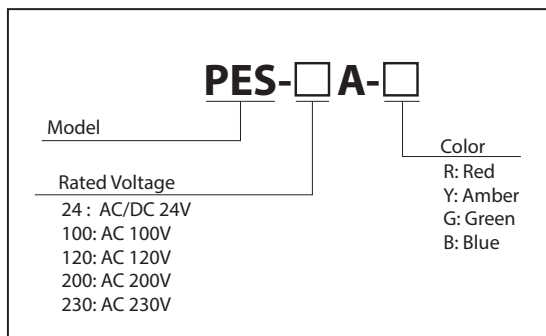 PES-□A-□
Model
Rated Voltage
24 : AC/DC 24V
100: AC 100V
120: AC 120V
200: AC 200V
230: AC 230V
Color
R: Red
Y: Amber
G: Green
B: Blue